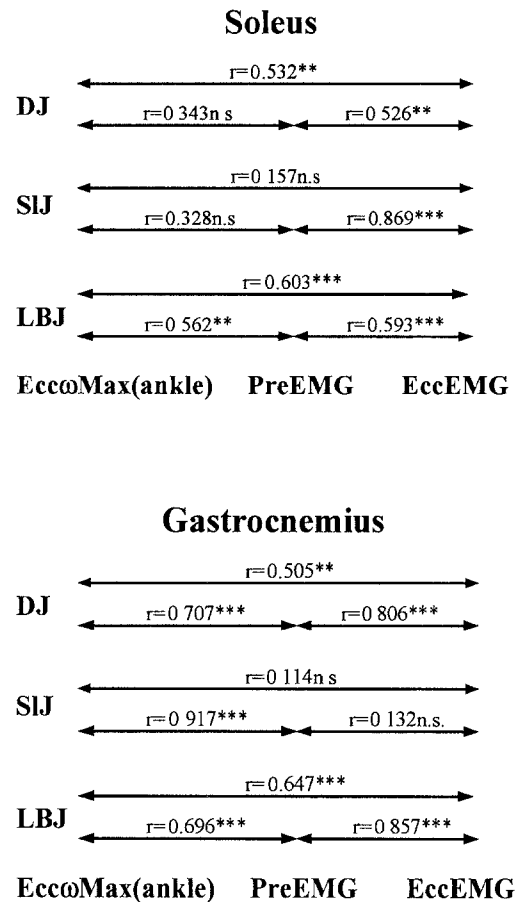 Soleus
r=0.532**
DJ
r=0 343n s r=0 526**
r=0 157n.s
SlJ
r=0.328n.s r=0.869***
r=0.603***
LBJ
r=0 562** r=0.593***
EccωMax(ankle) PreEMG EccEMG
Gastrocnemius
r=0.505**
DJ
r=0 707*** r=0 806***
r=0 114n s
SlJ
r=0 917*** r=0 132n.s.
r=0.647***
LBJ
r=0.696*** r=0 857***
EccωMax(ankle) PreEMG EccEMG